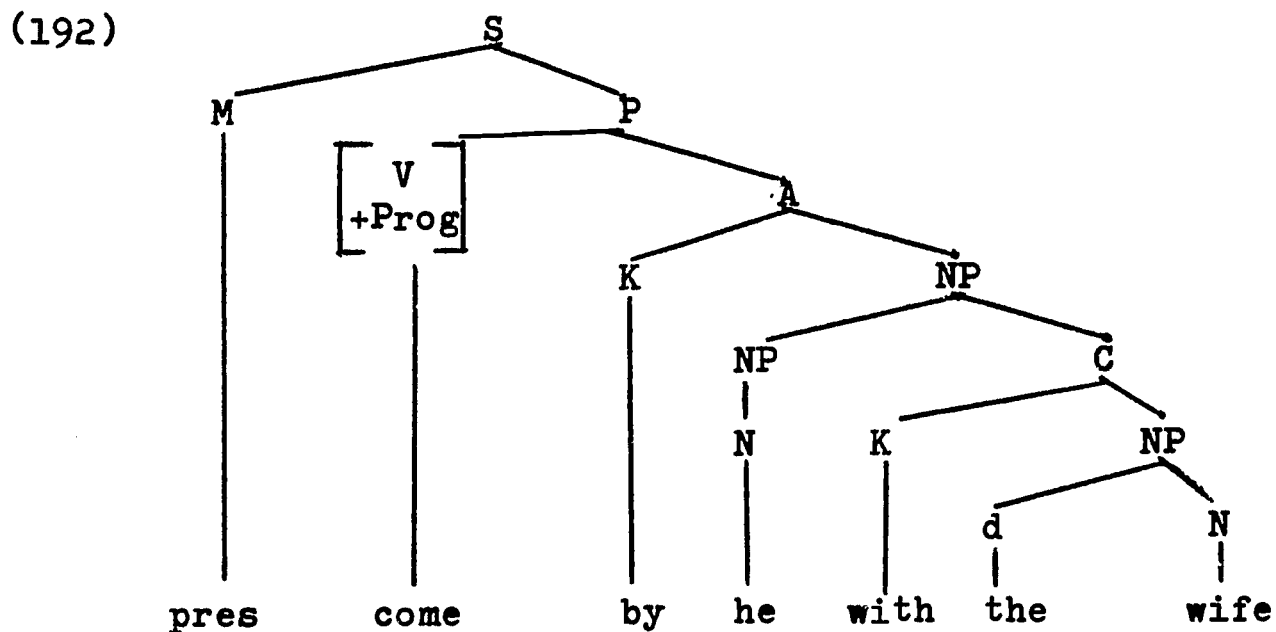 (192)
S
M P
V
+Prog
A
K NP
NP C
N K NP
d N
pres come by he with the wife